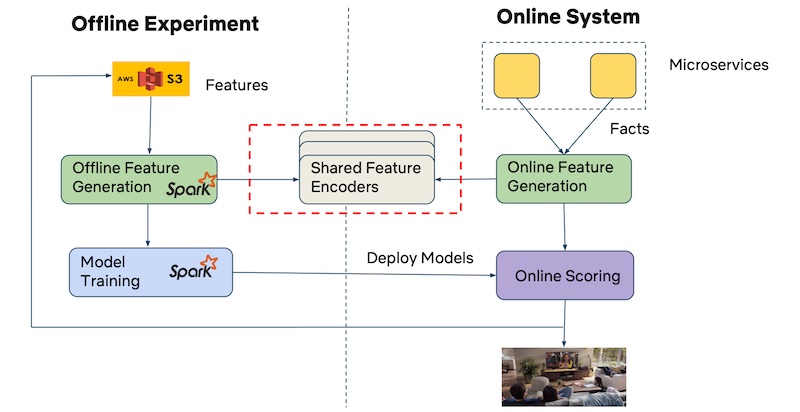 Offline Experiment
Online System
AWS S3
Features
Microservices
Facts
Offline Feature
Generation
Spark
Shared Feature
Encoders
Online Feature
Generation
Model
Training
Spark
Deploy Models
Online Scoring